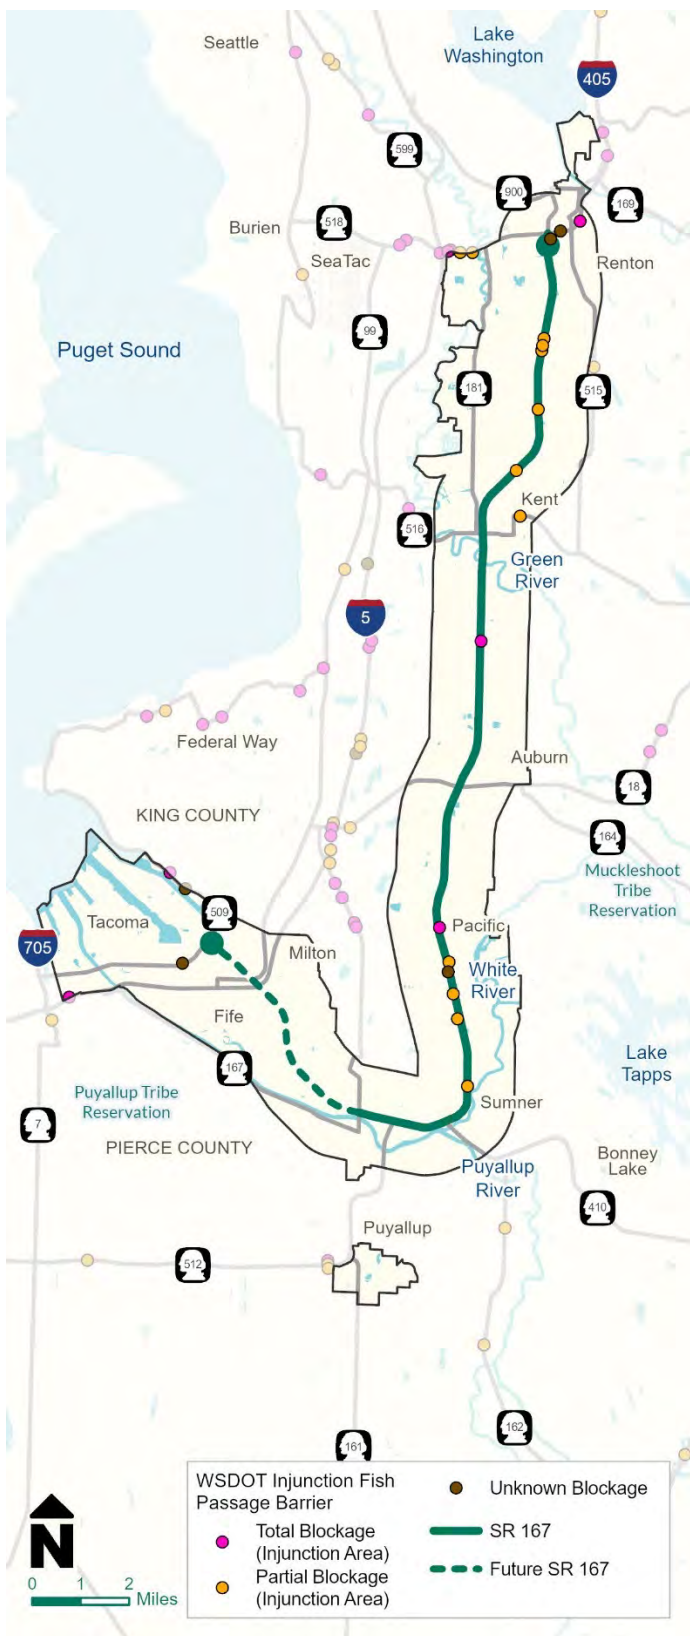 Seattle
Lake
Washington
405
599
900
169
Burien
518
SeaTac
Renton
99
Puget Sound
181
515
Kent
516
Green
River
5
Federal Way
Auburn
18
KING COUNTY
164
Muckleshoot
Tribe
Reservation
509
Tacoma
Pacific
705
Milton
White
River
Fife
167
Lake
Tapps
Puyallup Tribe
Reservation
Sumner
7
PIERCE COUNTY
Puyallup
River
Bonney
Lake
410
Puyallup
512
162
161
WSDOT Injunction Fish
Passage Barrier
Total Blockage
(Injunction Area)
Partial Blockage
(Injunction Area)
Unknown Blockage
SR 167
Future SR 167
N
0 1 2
Miles